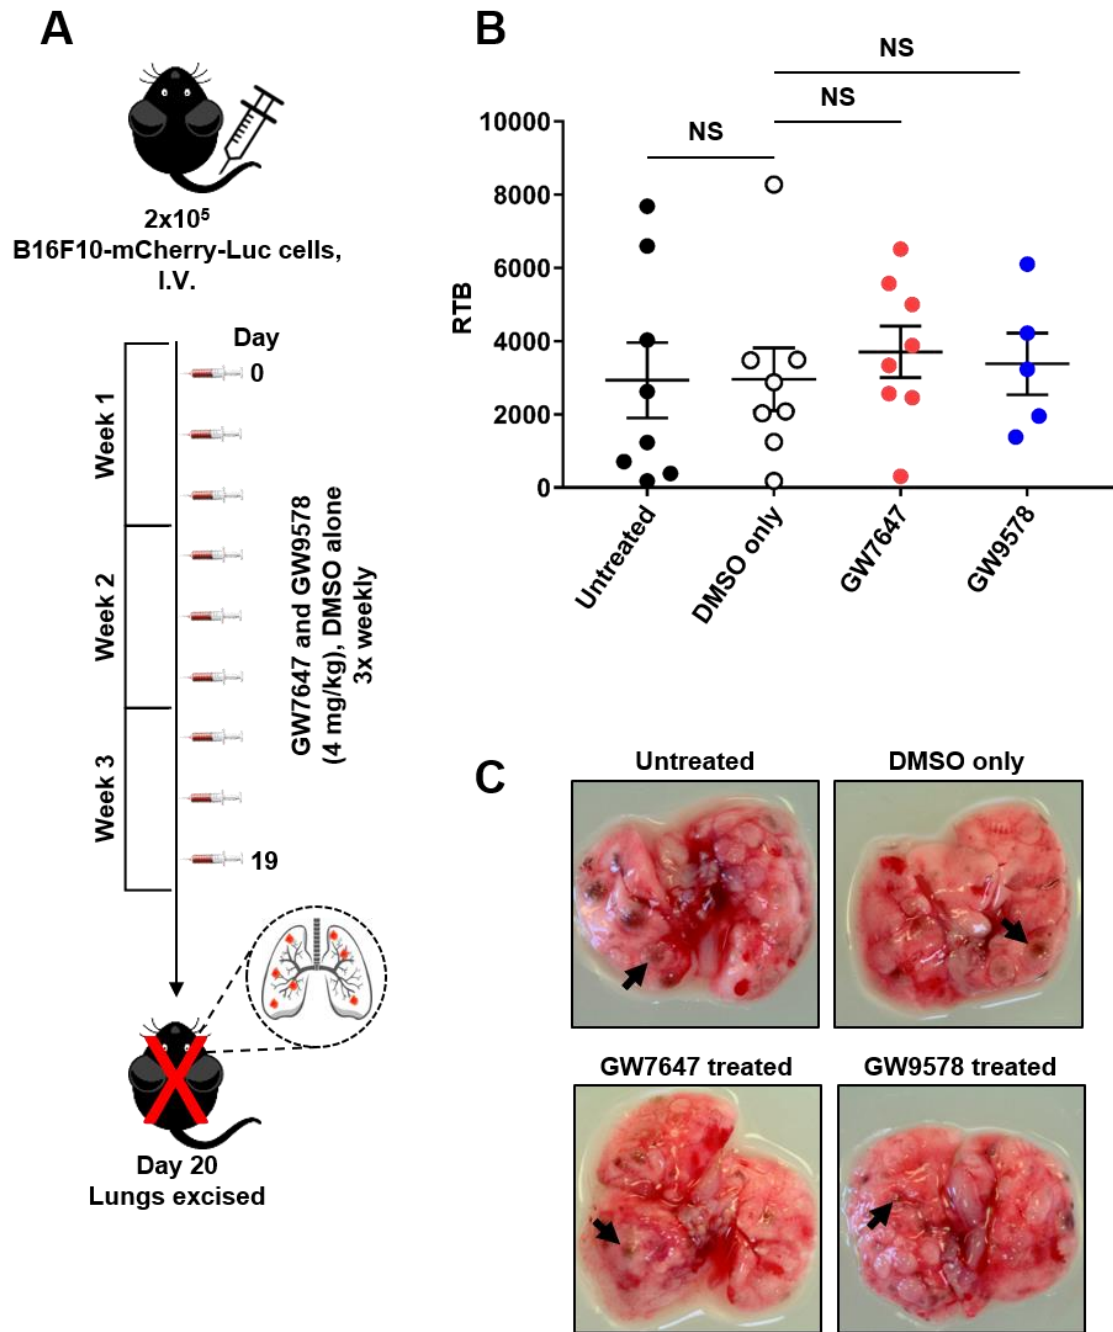 A
2x10⁵
B16F10-mCherry-Luc cells,
I.V.
Day
0
19
Week 1
Week 2
Week 3
GW7647 and GW9578
(4 mg/kg), DMSO alone
3x weekly
Day 20
Lungs excised
B
NS
NS
NS
10000
8000
6000
4000
2000
0
RTB
Untreated
DMSO only
GW7647
GW9578
C
Untreated
DMSO only
GW7647 treated
GW9578 treated